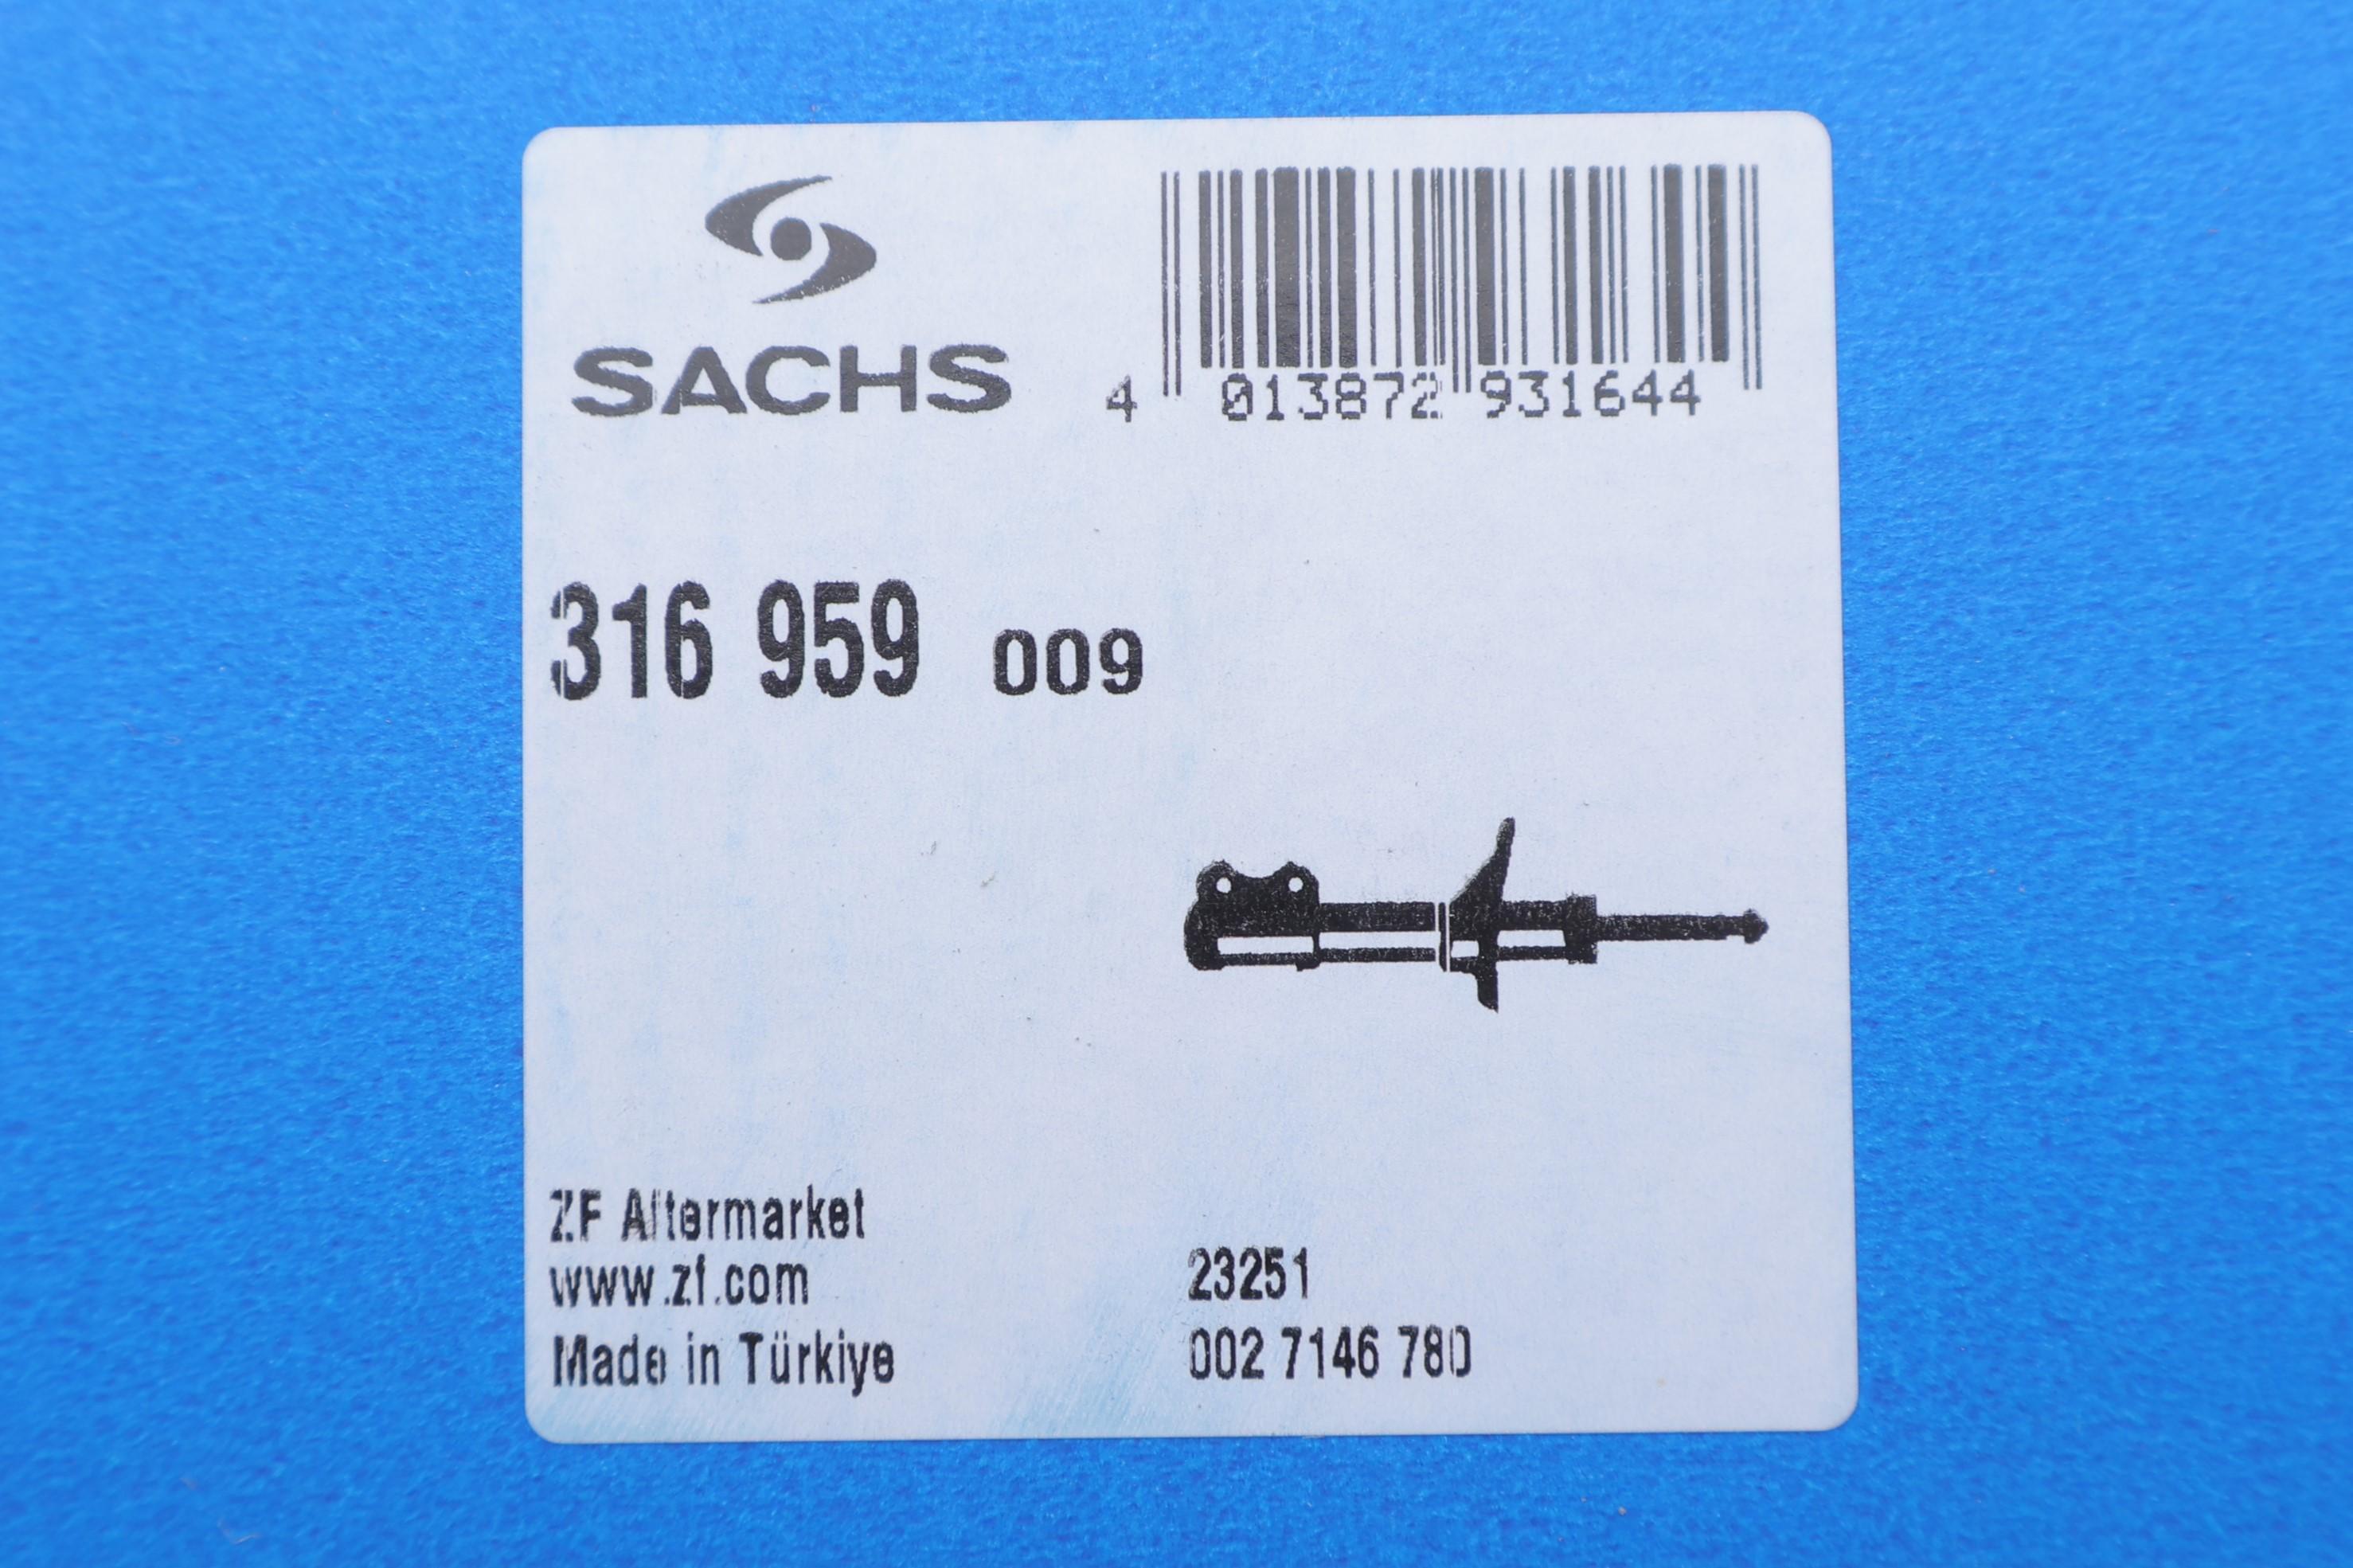 SACHS
4 013872 931644
316 959 009
ZF Aftermarket
www.zf.com
23251
Made in Türkiye
002 7146 780